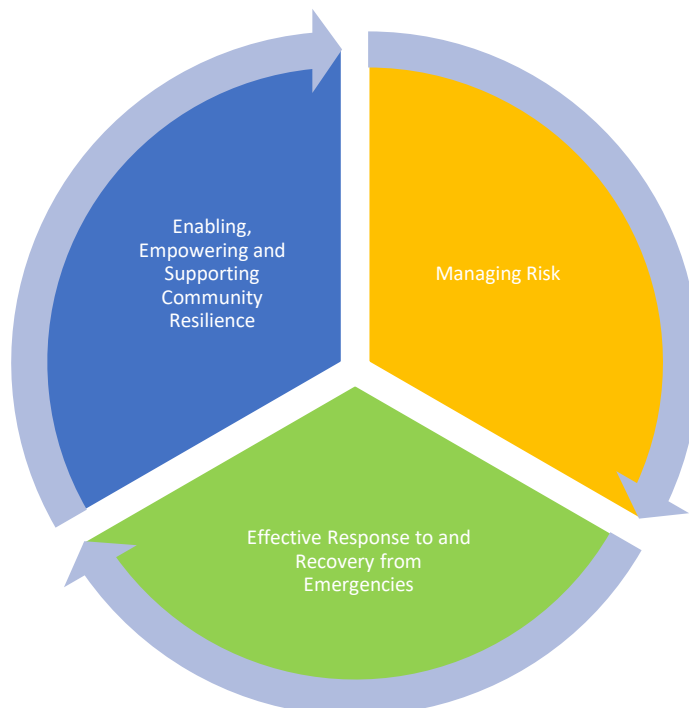 Enabling,
Empowering and
Supporting
Community
Resilience
Managing Risk
Effective Response to and
Recovery from
Emergencies